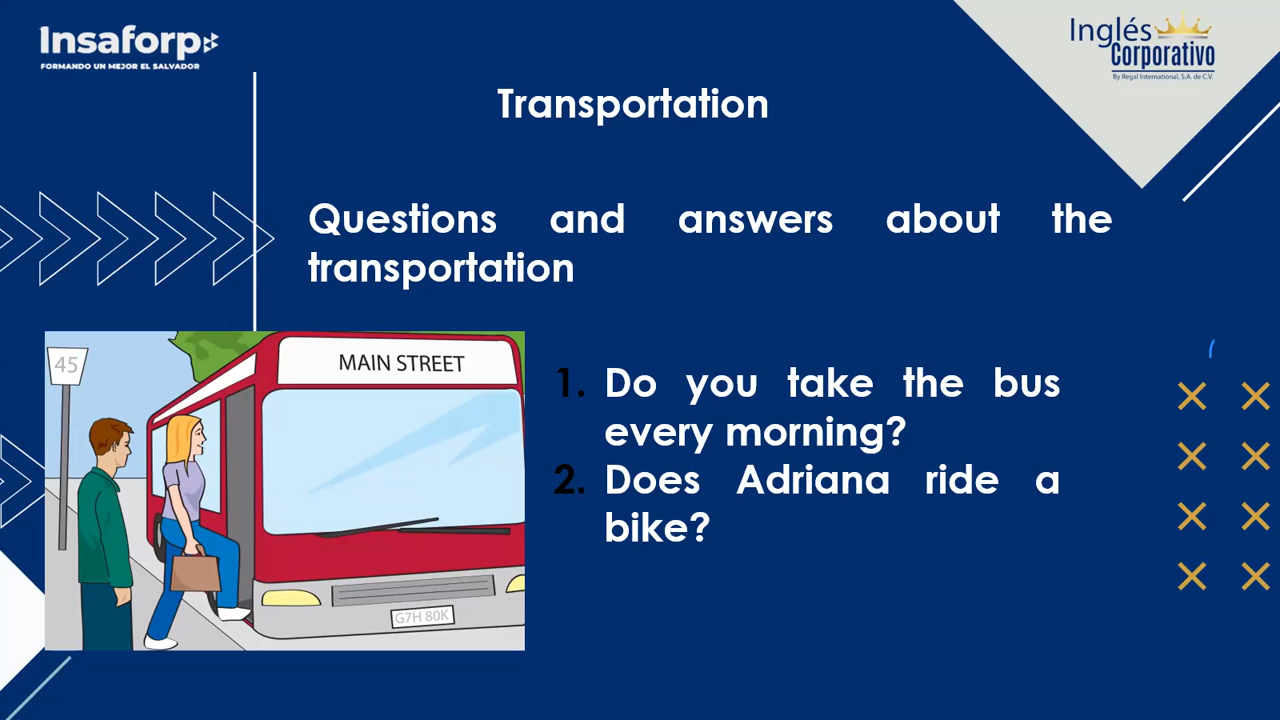 Insaforp
FORMANDO UN MEJOR EL SALVADOR
Inglés
Corporativo
By Regal International, S.A. de C.V.
Transportation
Questions and answers about the
transportation
45
MAIN STREET
G7H 80K
1. Do you take the bus
every morning?
2. Does Adriana ride a
bike?